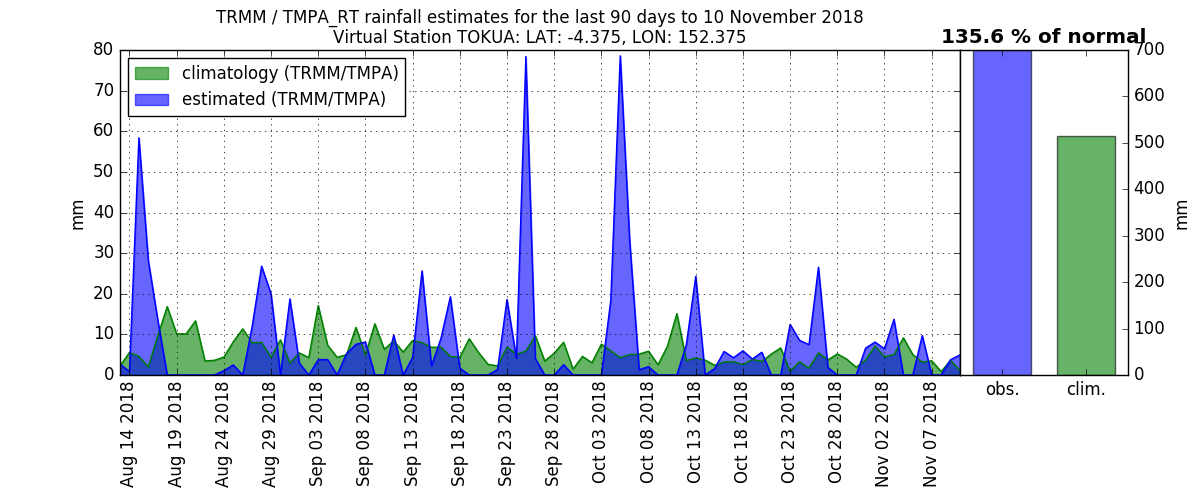 TRMM / TMPA_RT rainfall estimates for the last 90 days to 10 November 2018
Virtual Station TOKUA: LAT: -4.375, LON: 152.375
135.6 % of normal
climatology (TRMM/TMPA)
estimated (TRMM/TMPA)
mm
80
70
60
50
40
30
20
10
0
Aug 14 2018
Aug 19 2018
Aug 24 2018
Aug 29 2018
Sep 03 2018
Sep 08 2018
Sep 13 2018
Sep 18 2018
Sep 23 2018
Sep 28 2018
Oct 03 2018
Oct 08 2018
Oct 13 2018
Oct 18 2018
Oct 23 2018
Oct 28 2018
Nov 02 2018
Nov 07 2018
obs.
clim.
700
600
500
400
300
200
100
0
mm